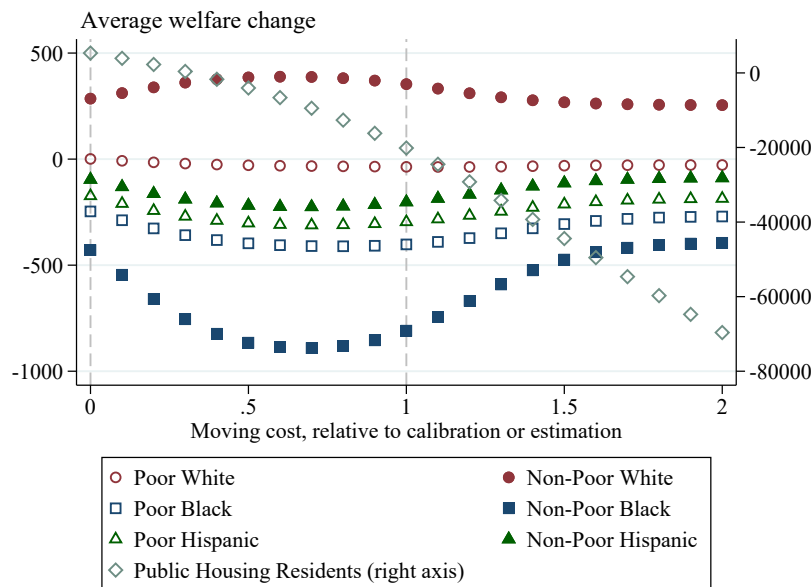 Average welfare change
500
0
-500
-1000
0
-20000
-40000
-60000
-80000
0 .5 1 1.5 2
Moving cost, relative to calibration or estimation
Poor White Non-Poor White
Poor Black Non-Poor Black
Poor Hispanic Non-Poor Hispanic
Public Housing Residents (right axis)